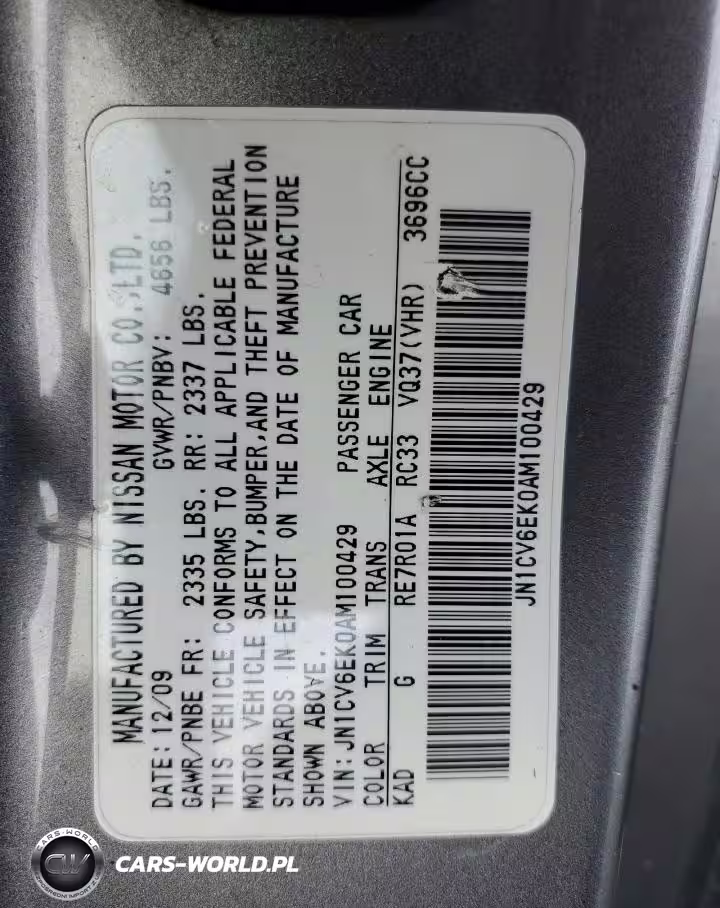 MANUFACTURED BY NISSAN MOTOR CO.,LTD.
DATE: 12/09 GVWR/PNBV: 4656 LBS.
GAWR/PNBE FR: 2335 LBS. RR: 2337 LBS.
THIS VEHICLE CONFORMS TO ALL APPLICABLE FEDERAL
MOTOR VEHICLE SAFETY,BUMPER,AND THEFT PREVENTION
STANDARDS IN EFFECT ON THE DATE OF MANUFACTURE
SHOWN ABOVE.
VIN: JN1CV6EK0AM100429 PASSENGER CAR
COLOR TRIM TRANS AXLE ENGINE
KAD G RE7R01A RC33 VQ37(VHR) 3696CC
JN1CV6EK0AM100429
CARS-WORLD
CW
CARS-WORLD.PL